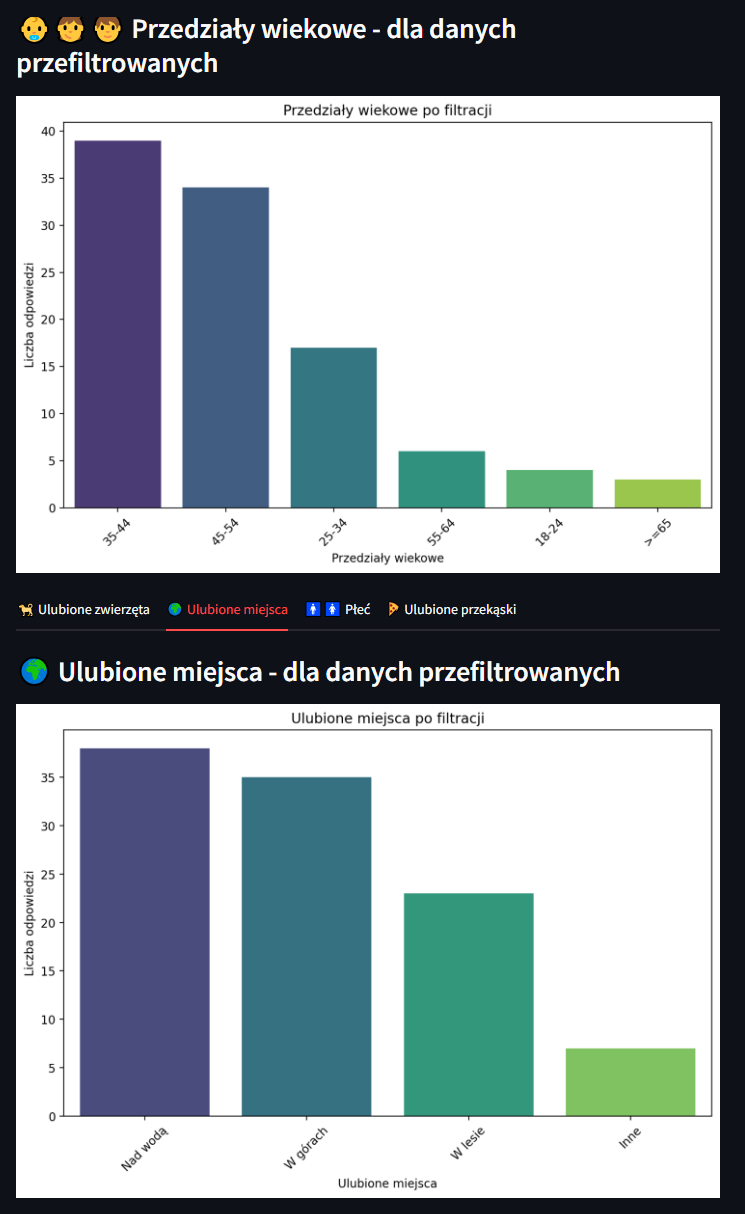 Przedziały wiekowe - dla danych
przefiltrowanych
Przedziały wiekowe po filtracji
40
35
30
25
20
15
10
5
0
Liczba odpowiedzi
35-44 45-54 25-34 55-64 18-24 >=65
Przedziały wiekowe
Ulubione zwierzęta Ulubione miejsca Płeć Ulubione przekąski
Ulubione miejsca - dla danych przefiltrowanych
Ulubione miejsca po filtracji
35
30
25
20
15
10
5
0
Liczba odpowiedzi
Nad wodą W górach W lesie Inne
Ulubione miejsca